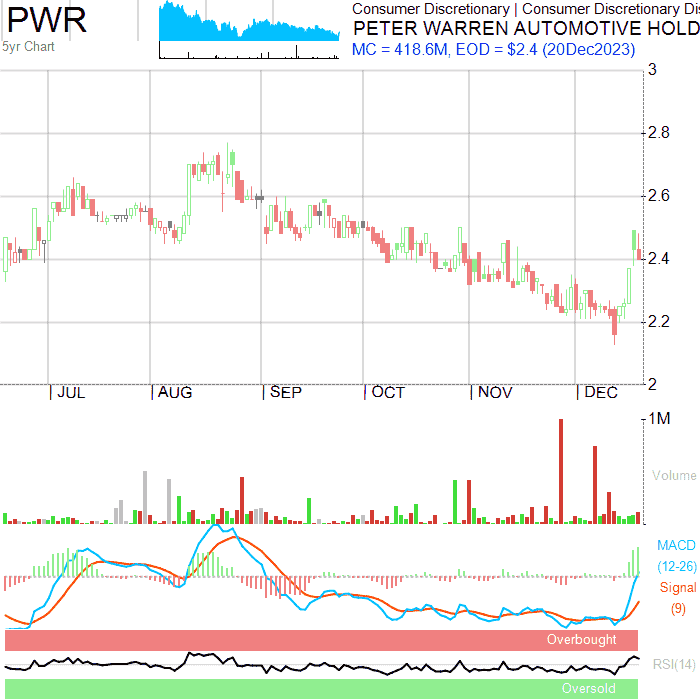 PWR
5yr Chart
Consumer Discretionary | Consumer Discretionary Dis
PETER WARREN AUTOMOTIVE HOLD
MC = 418.6M, EOD = $2.4 (20Dec2023)
3
2.8
2.6
2.4
2.2
2
JUL AUG SEP OCT NOV DEC
1M
Volume
MACD
(12-26)
Signal
(9)
Overbought
RSI(14)
Oversold